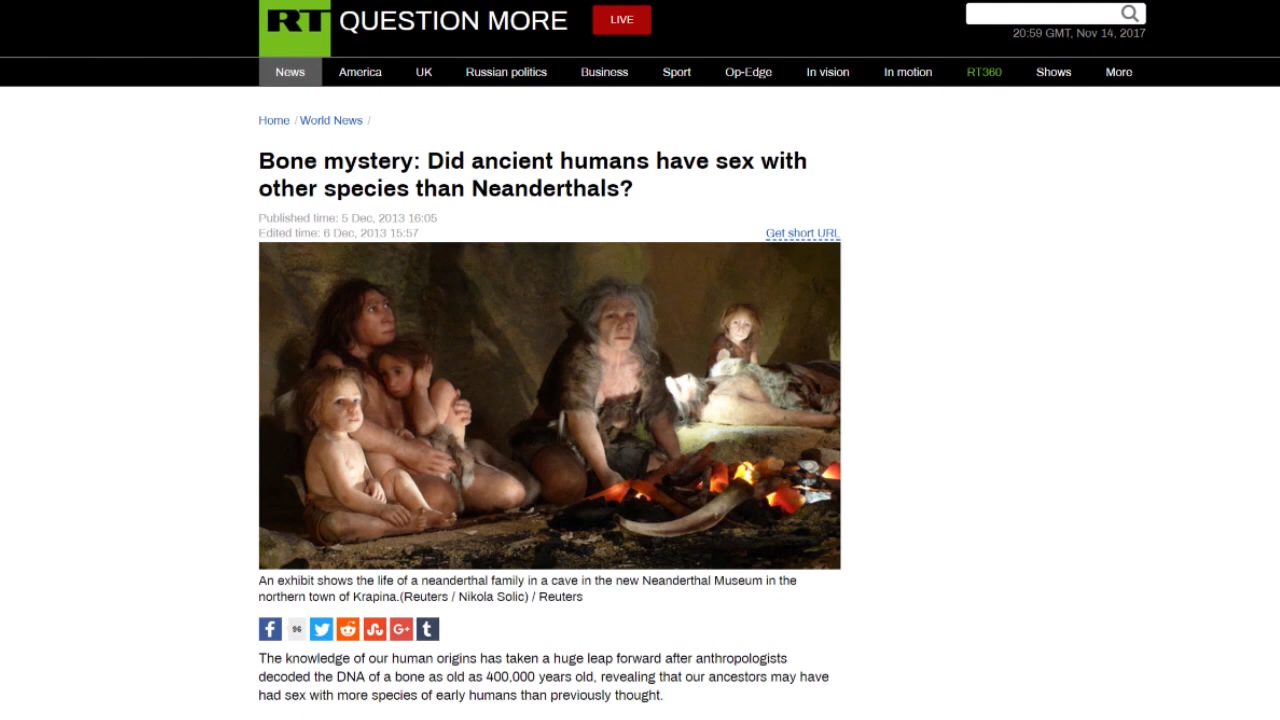 RT QUESTION MORE LIVE
20:59 GMT, Nov 14, 2017
News America UK Russian politics Business Sport Op-Edge In vision In motion RT360 Shows More
Home / World News /
Bone mystery: Did ancient humans have sex with
other species than Neanderthals?
Published time: 5 Dec, 2013 16:05
Edited time: 6 Dec, 2013 15:57
Get short URL
An exhibit shows the life of a neanderthal family in a cave in the new Neanderthal Museum in the
northern town of Krapina.(Reuters / Nikola Solic) / Reuters
f 96 G+ t
The knowledge of our human origins has taken a huge leap forward after anthropologists
decoded the DNA of a bone as old as 400,000 years old, revealing that our ancestors may have
had sex with more species of early humans than previously thought.